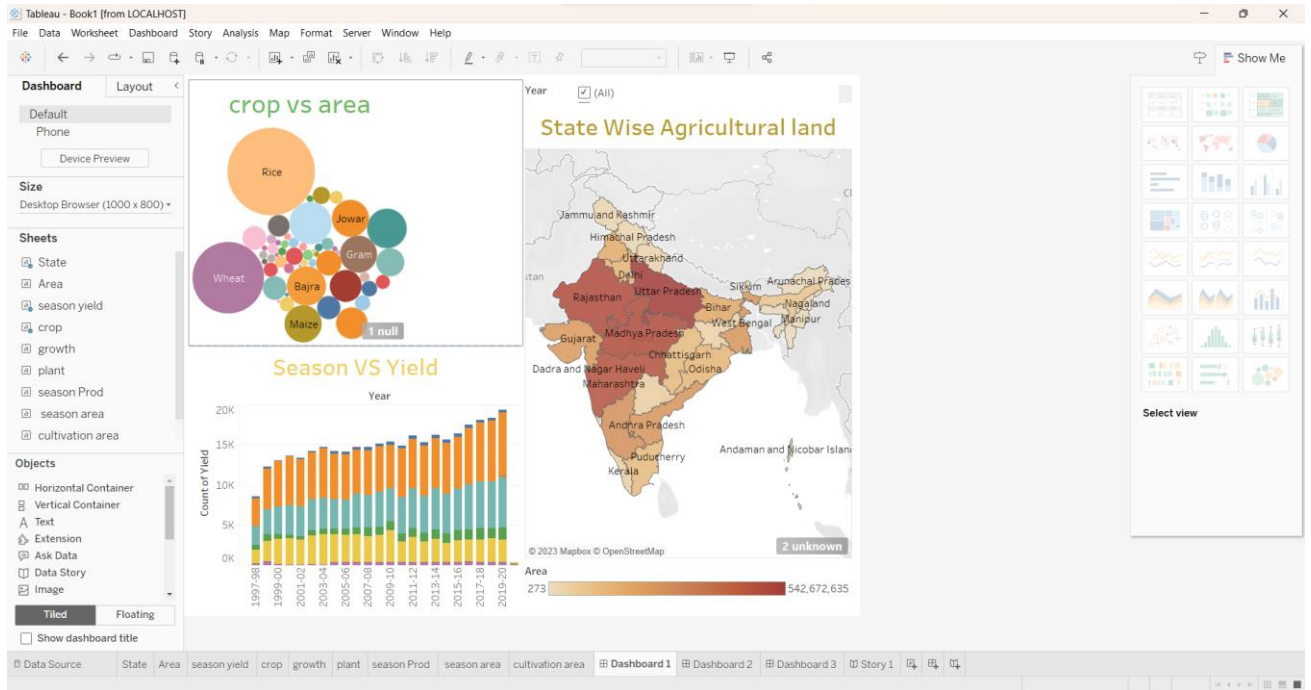 Tableau - Book1 [from LOCALHOST]
File Data Worksheet Dashboard Story Analysis Map Format Server Window Help
Show Me
Dashboard Layout
Default
Phone
Device Preview
Size
Desktop Browser (1000 x 800)
Sheets
State
Area
season yield
crop
growth
plant
season Prod
season area
cultivation area
Objects
Horizontal Container
Vertical Container
Text
Extension
Ask Data
Data Story
Image
Tiled Floating
Show dashboard title
crop vs area
Rice
Jowar
Gram
Wheat
Bajra
Maize
1 null
Season VS Yield
Year
Count of Yield
20K
15K
10K
5K
0K
1997-98
1999-00
2001-02
2003-04
2005-06
2007-08
2009-10
2011-12
2013-14
2015-16
2017-18
2019-20
Year (All)
State Wise Agricultural land
Jammu and Kashmir
Himachal Pradesh
Uttarakhand
Delhi
Sikkim
Arunachal Prades
Rajasthan
Uttar Pradesh
Bihar
Nagaland
West Bengal
Manipur
Gujarat
Madhya Pradesh
Chhattisgarh
Dadra and Nagar Haveli
Odisha
Maharashtra
Andhra Pradesh
Andaman and Nicobar Islan
Puducherry
Kerala
© 2023 Mapbox © OpenStreetMap
2 unknown
Area
273 542,672,635
Select view
Data Source State Area season yield crop growth plant season Prod season area cultivation area Dashboard 1 Dashboard 2 Dashboard 3 Story 1